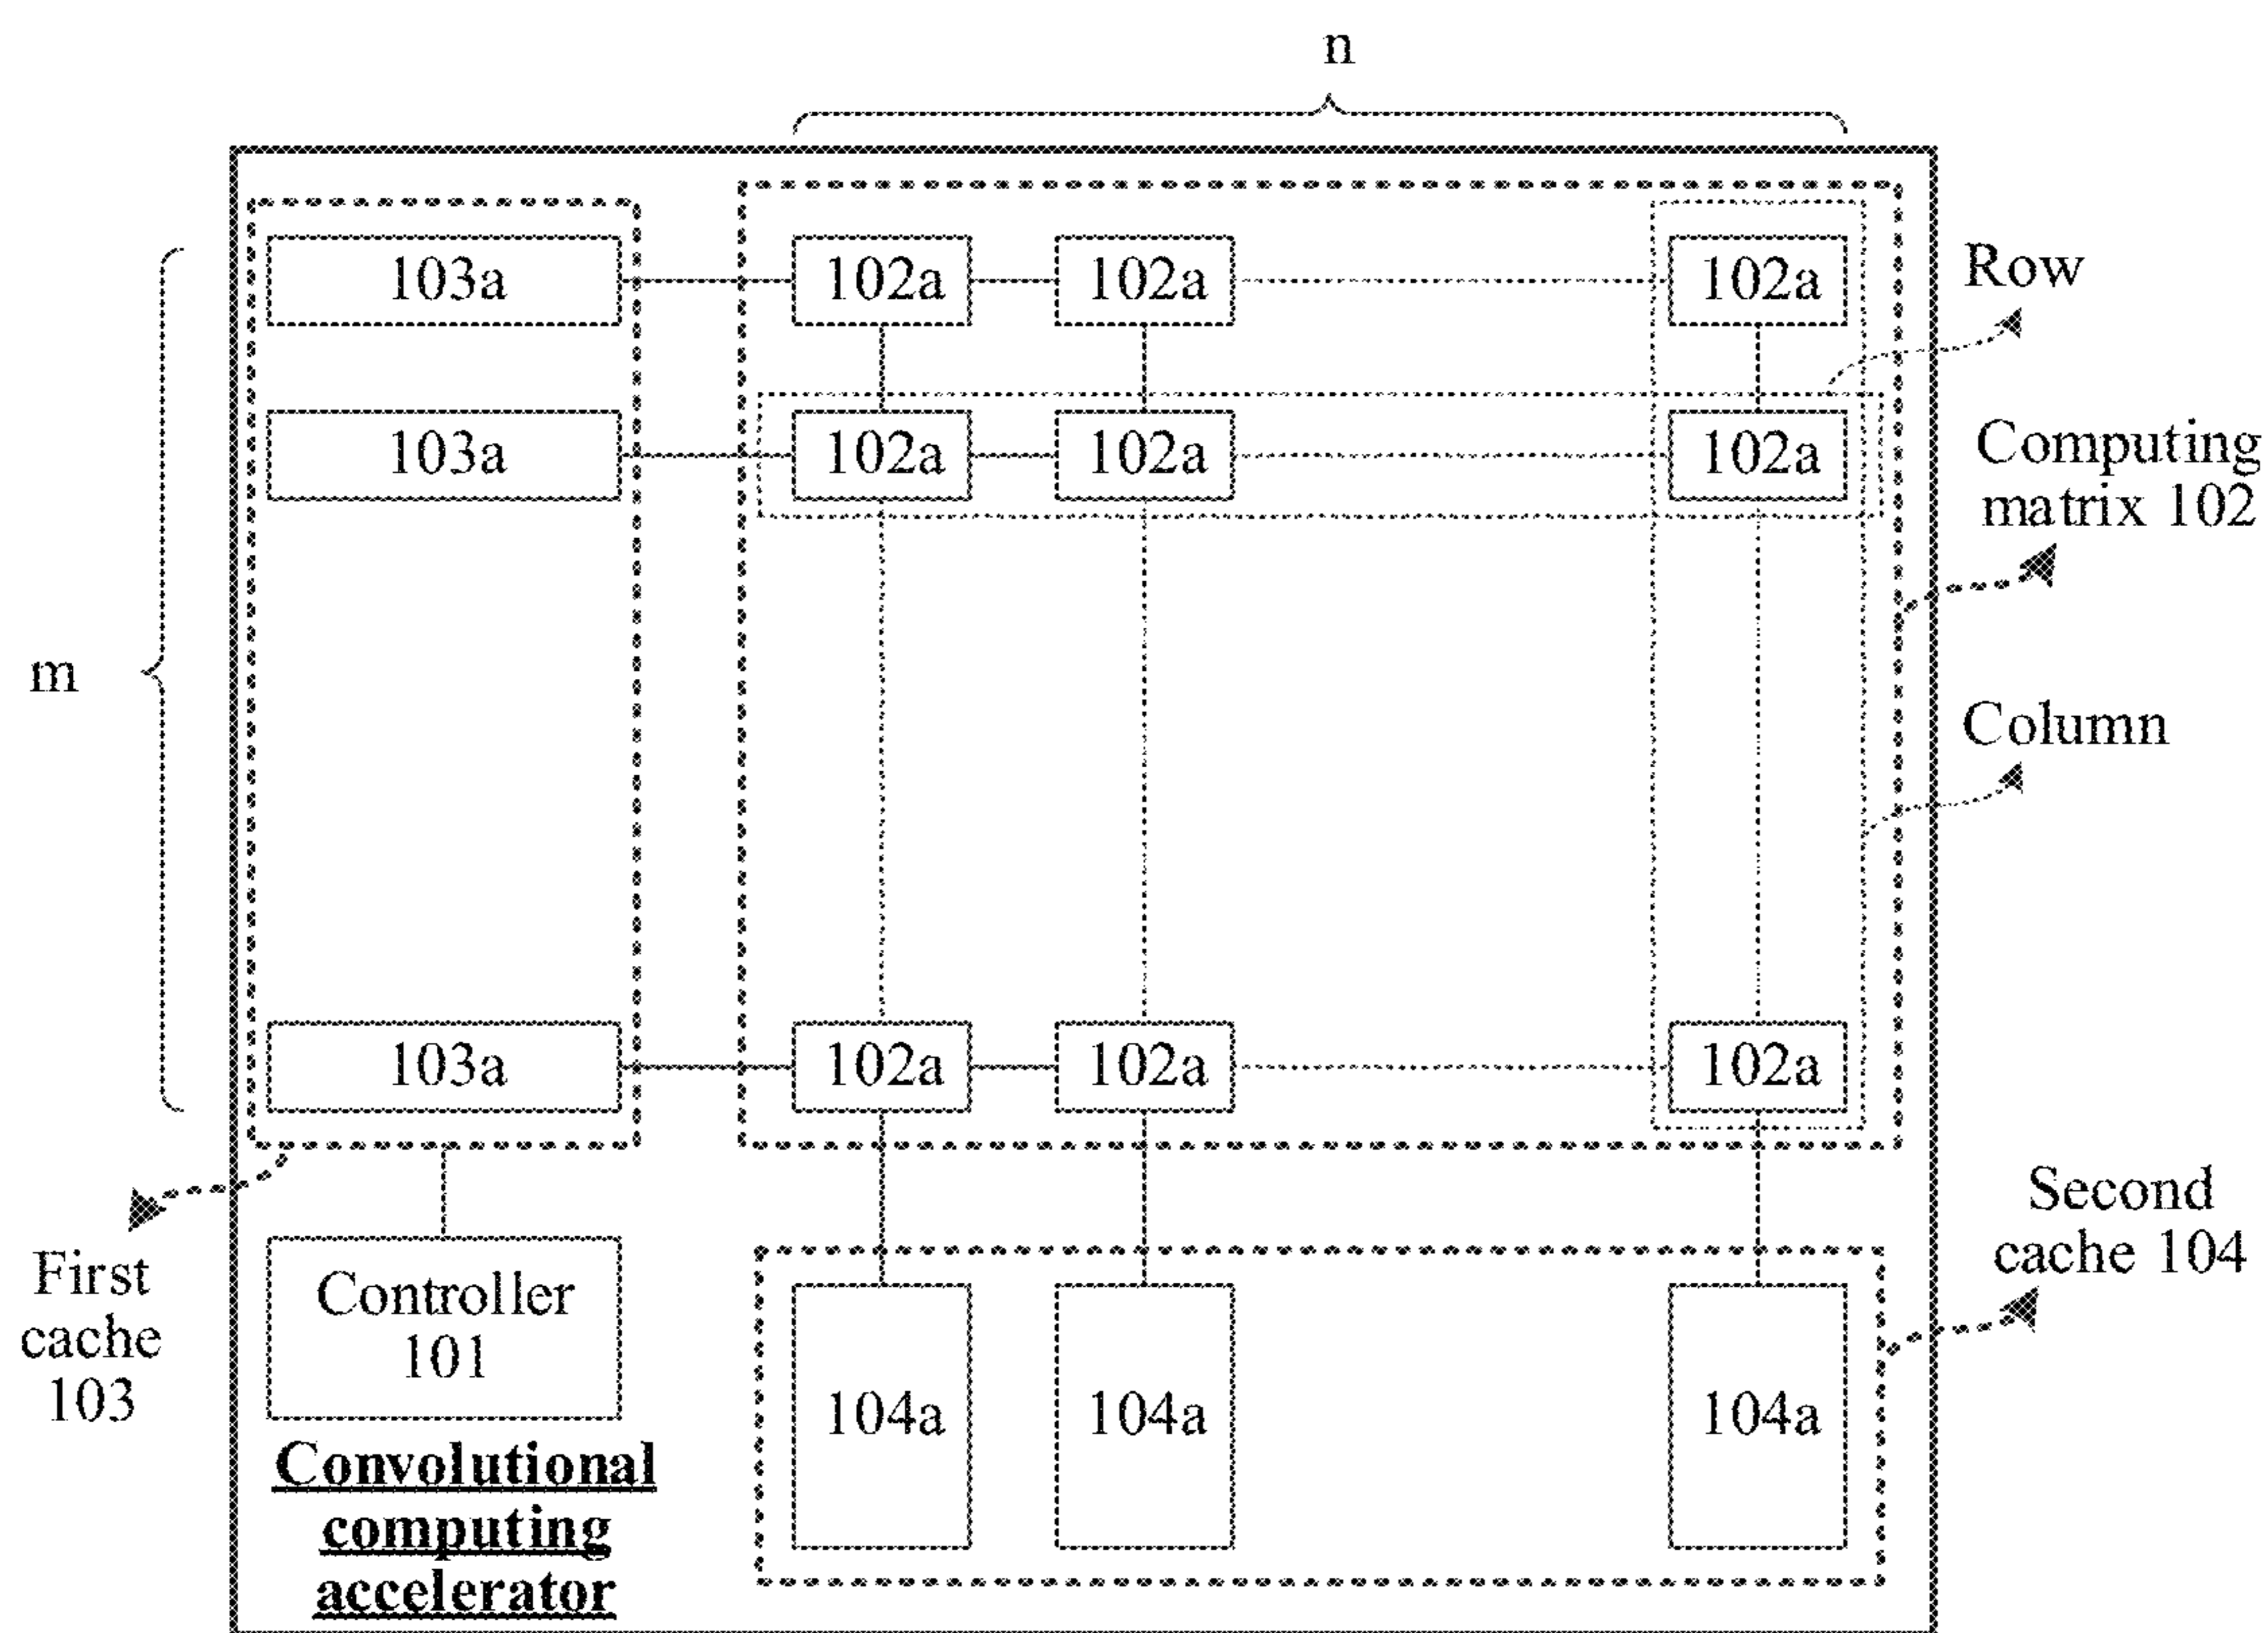 n
103a 102a 102a 102a
Row
103a 102a 102a 102a
Computing
matrix 102
m
Column
103a 102a 102a 102a
First
cache
103
Controller
101
Second
cache 104
104a 104a 104a
Convolutional
computing
accelerator